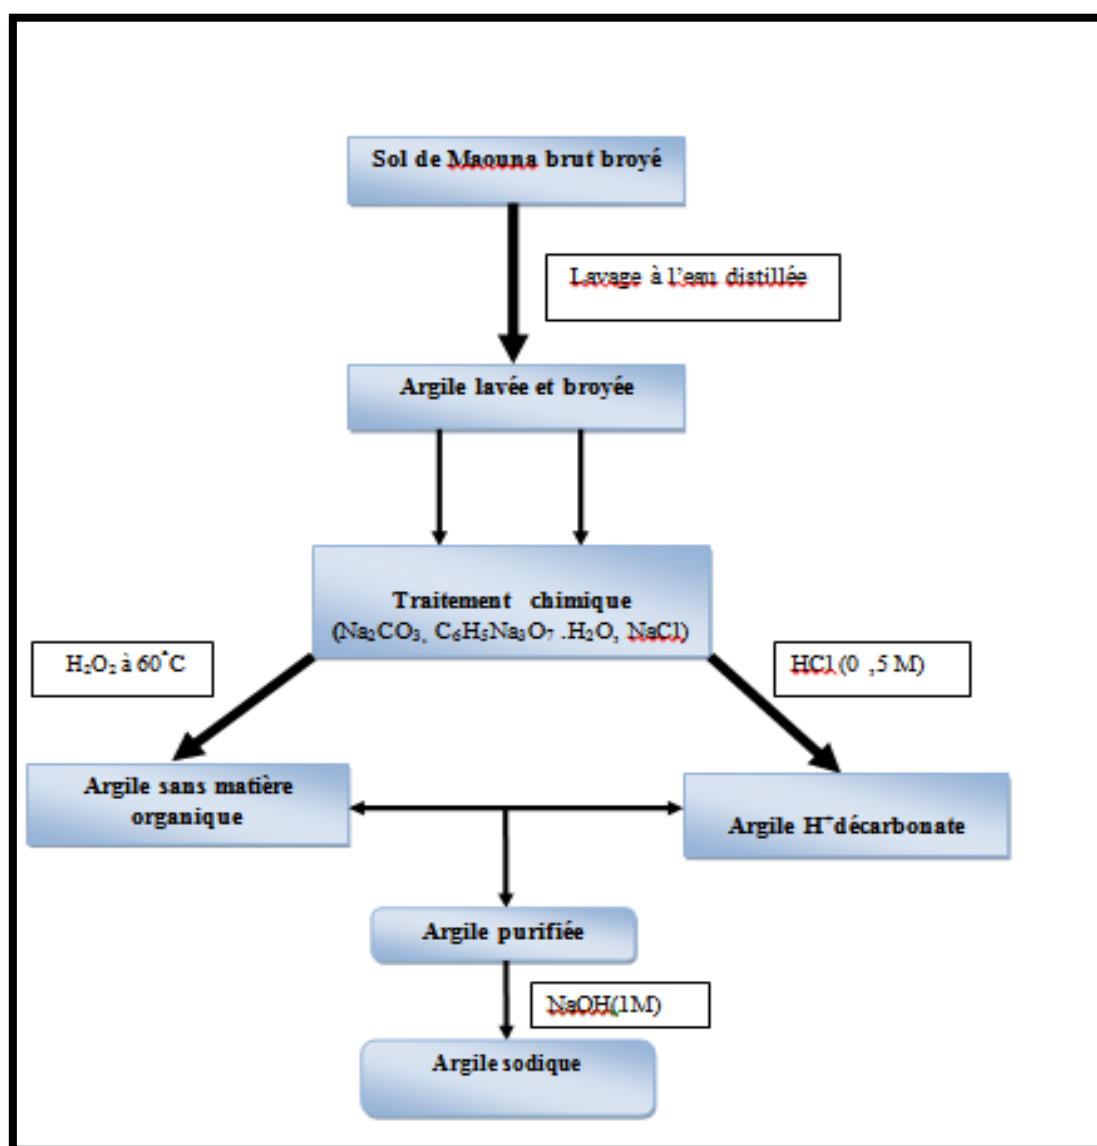 Sol de Maouna brut broyé
Lavage à l'eau distillée
Argile lavée et broyée
Traitement chimique
(Na₂CO₃, C₆H₅Na₃O₇ .H₂O, NaCl)
H₂O₂ à 60°C
HCl (0 ,5 M)
Argile sans matière
organique
Argile H⁺décarbonate
Argile purifiée
NaOH(1M)
Argile sodique